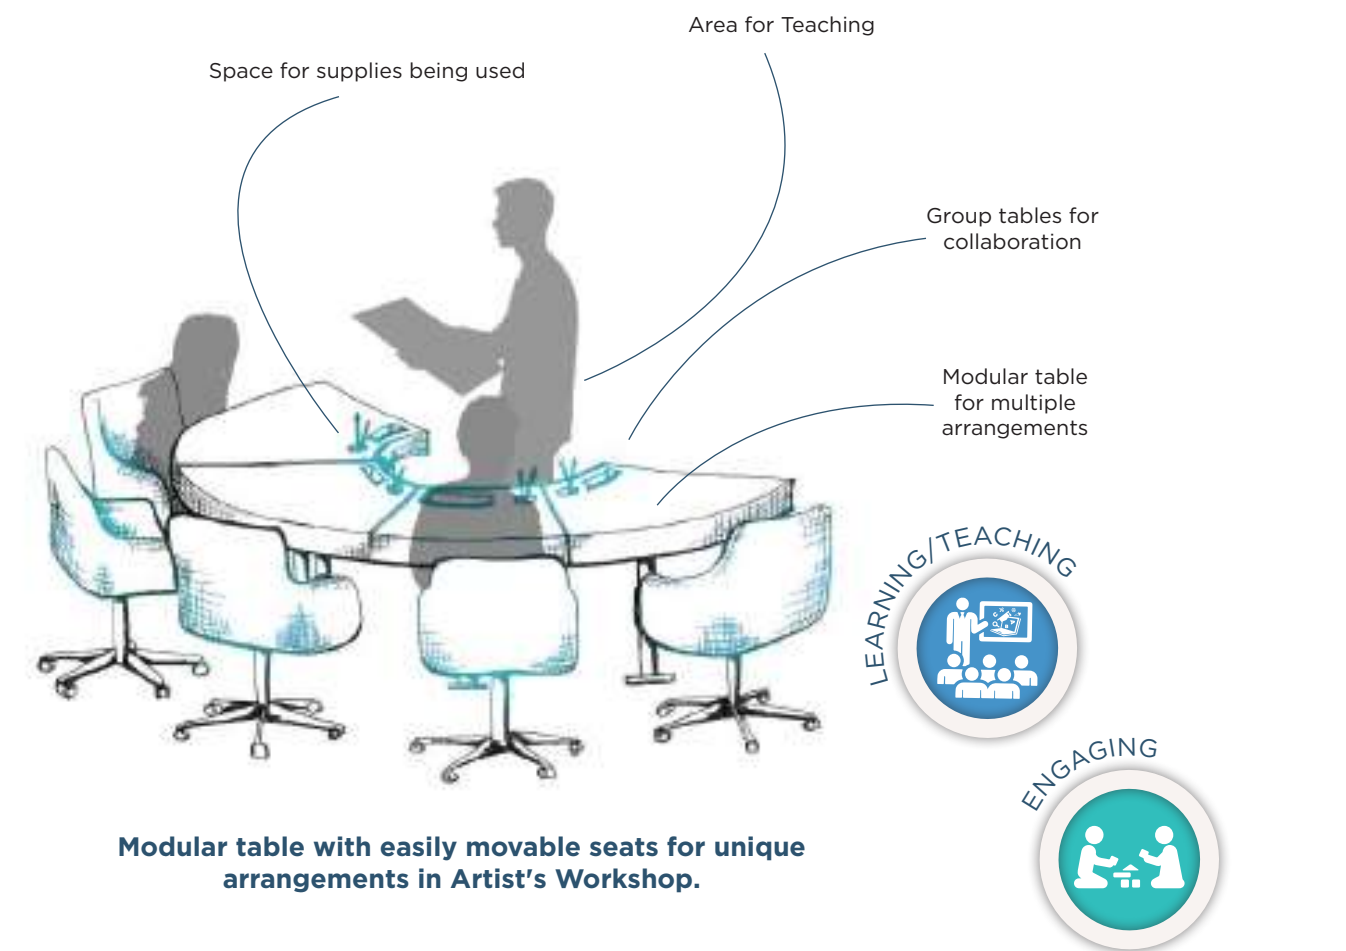 Area for Teaching
Space for supplies being used
Group tables for
collaboration
Modular table
for multiple
arrangements
LEARNING/TEACHING
ENGAGING
Modular table with easily movable seats for unique
arrangements in Artist's Workshop.